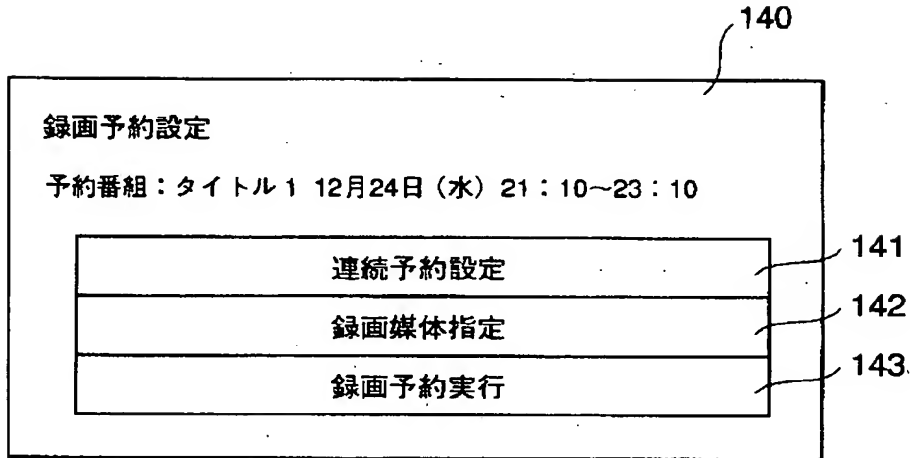 140
録画予約設定
予約番組：タイトル1 12月24日（水）21：10～23：10
連続予約設定
141
録画媒体指定
142
録画予約実行
143